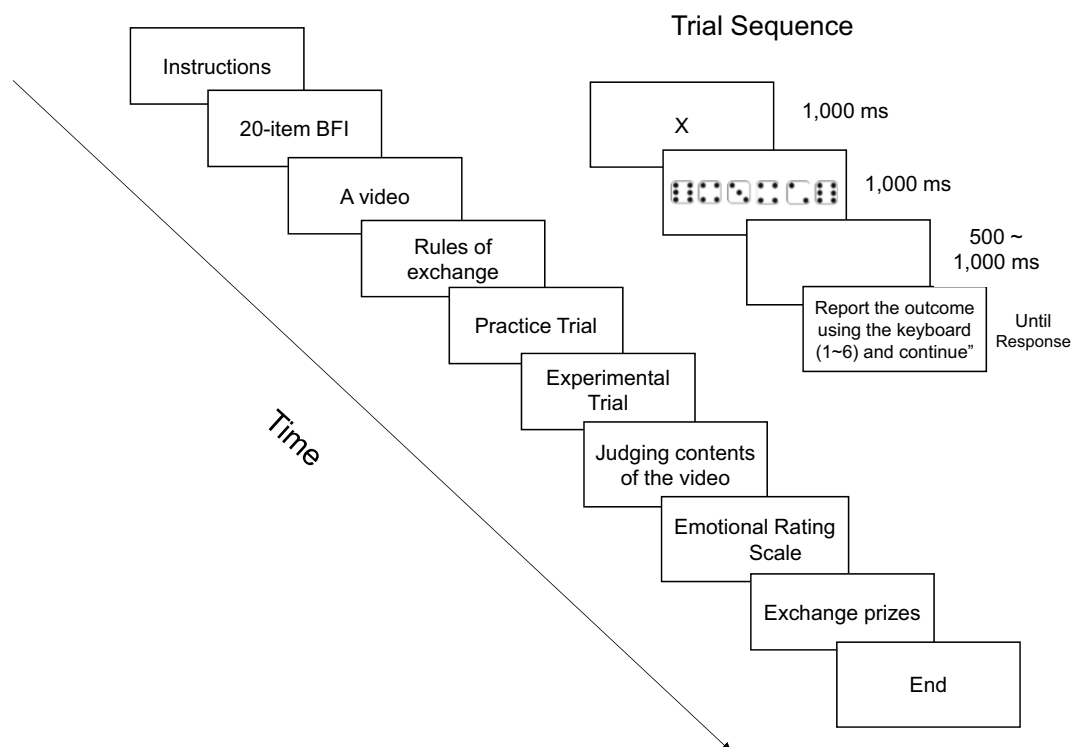 Trial Sequence
Instructions
20-item BFI
A video
Rules of
exchange
Practice Trial
Experimental
Trial
Judging contents
of the video
Emotional Rating
Scale
Exchange prizes
End
Time
X
1,000 ms
1,000 ms
500 ~
1,000 ms
Report the outcome
using the keyboard
(1~6) and continue”
Until
Response